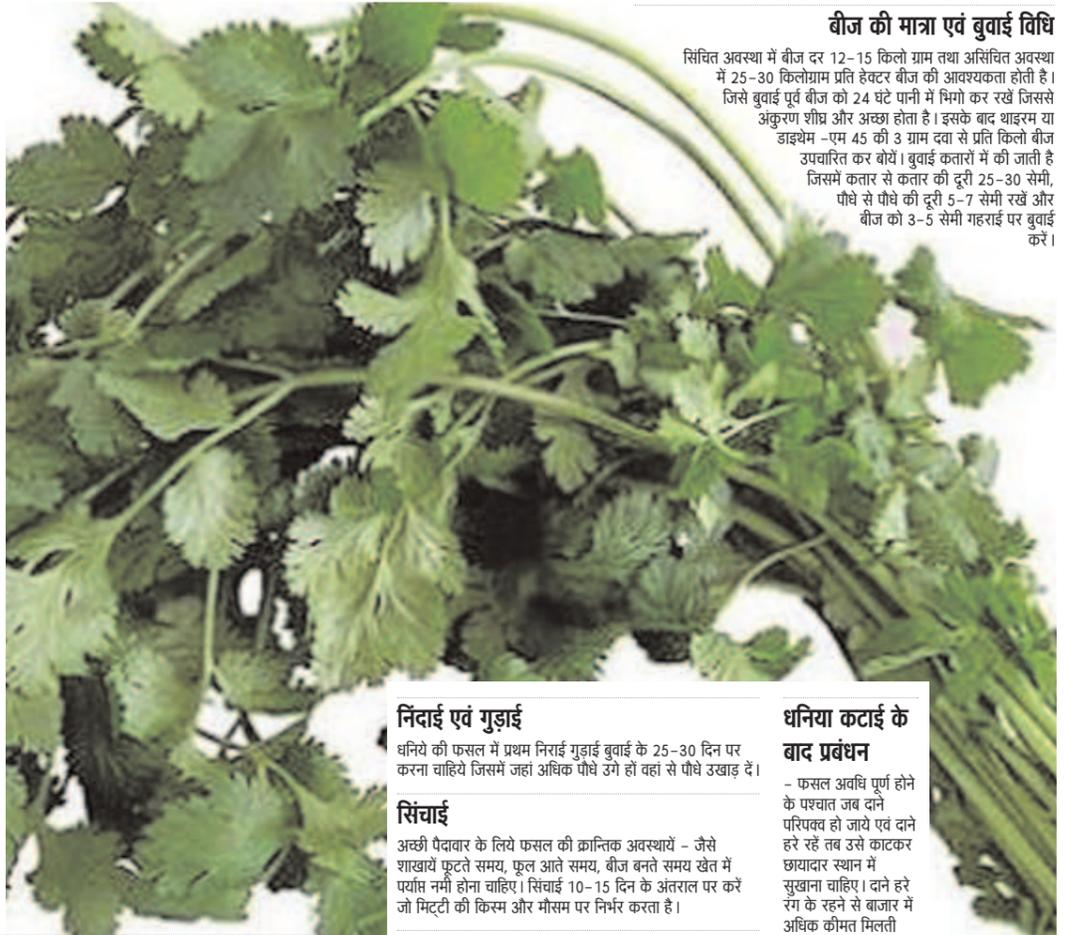 बीज की मात्रा एवं बुवाई विधि
सिंचित अवस्था में बीज दर 12-15 किलो ग्राम तथा असिंचित अवस्था
में 25-30 किलोग्राम प्रति हेक्टर बीज की आवश्यकता होती है।
जिसे बुवाई पूर्व बीज को 24 घंटे पानी में भिगो कर रखें जिससे
अंकुरण शीघ्र और अच्छा होता है। इसके बाद थाइरम या
डाइथेम -एम 45 की 3 ग्राम दवा से प्रति किलो बीज
उपचारित कर बोयें। बुवाई कतारों में की जाती है
जिसमें कतार से कतार की दूरी 25-30 सेमी,
पौधे से पौधे की दूरी 5-7 सेमी रखें और
बीज को 3-5 सेमी गहराई पर बुवाई
करें।
निंदाई एवं गुड़ाई
धनिये की फसल में प्रथम निराई गुड़ाई बुवाई के 25-30 दिन पर
करना चाहिये जिसमें जहां अधिक पौधे उगे हों वहां से पौधे उखाड़ दें।
सिंचाई
अच्छी पैदावार के लिये फसल की क्रान्तिक अवस्थायें - जैसे
शाखायें फूटते समय, फूल आते समय, बीज बनते समय खेत में
पर्याप्त नमी होना चाहिए। सिंचाई 10-15 दिन के अंतराल पर करें
जो मिट्टी की किस्म और मौसम पर निर्भर करता है।
धनिया कटाई के
बाद प्रबंधन
- फसल अवधि पूर्ण होने
के पश्चात जब दाने
परिपक्व हो जाये एवं दाने
हरे रहें तब उसे काटकर
छायादार स्थान में
सुखाना चाहिए। दाने हरे
रंग के रहने से बाजार में
अधिक कीमत मिलती